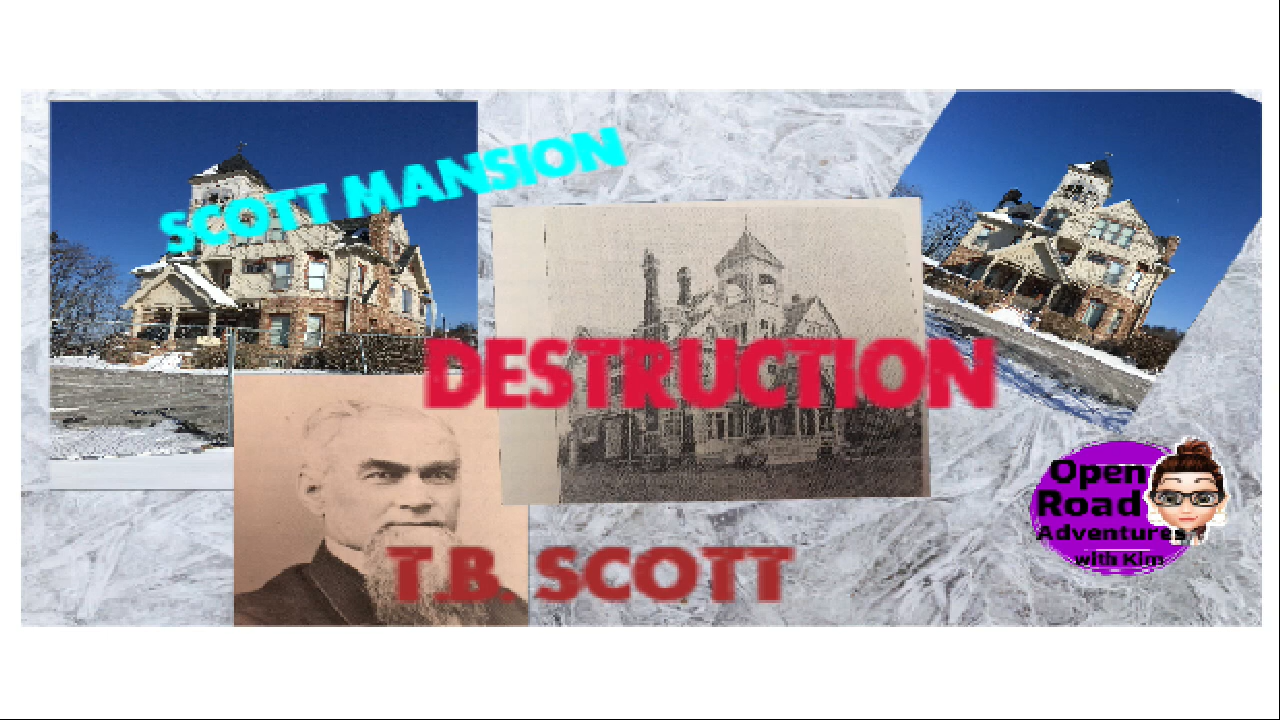 SCOTT MANSION
DESTRUCTION
T.B. SCOTT
Open
Road
Adventures
with Kim